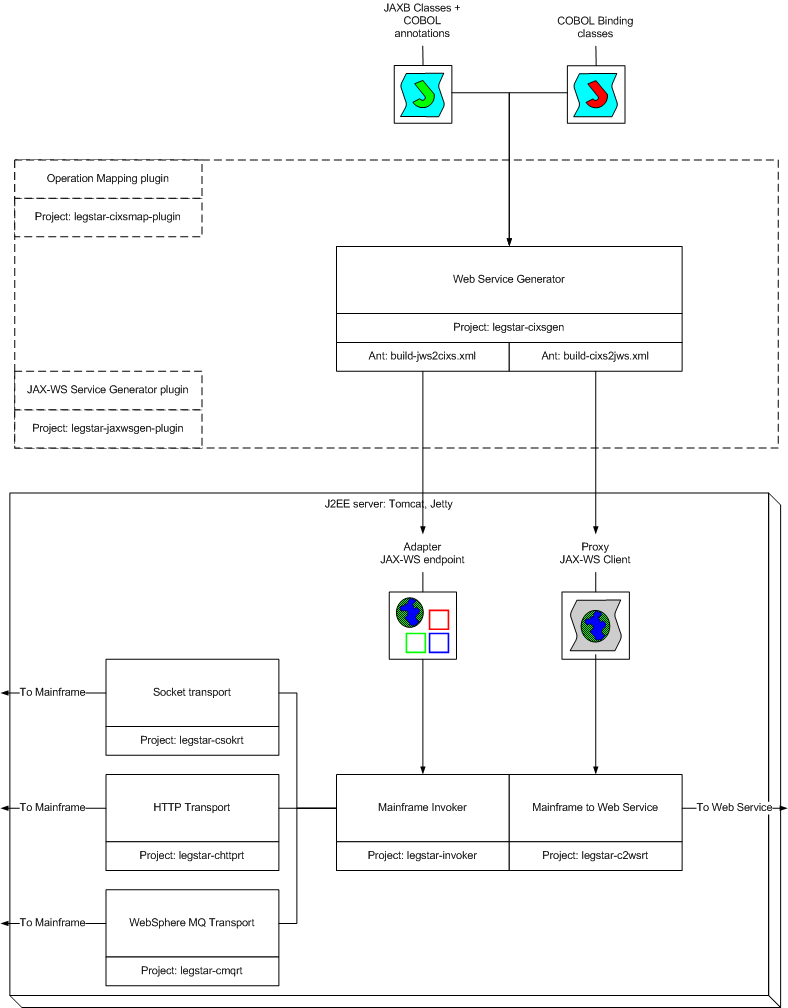 JAXB Classes +
COBOL
annotations
COBOL Binding
classes
Operation Mapping plugin
Project: legstar-cixsmap-plugin
Web Service Generator
Project: legstar-cixsgen
Ant: build-jws2cixs.xml
Ant: build-cixs2jws.xml
JAX-WS Service Generator plugin
Project: legstar-jaxwsgen-plugin
J2EE server: Tomcat, Jetty
Adapter
JAX-WS endpoint
Proxy
JAX-WS Client
To Mainframe
Socket transport
Project: legstar-csokrt
To Mainframe
HTTP Transport
Project: legstar-chttprt
Mainframe Invoker
Project: legstar-invoker
Mainframe to Web Service
Project: legstar-c2wsrt
To Web Service
To Mainframe
WebSphere MQ Transport
Project: legstar-cmqrt